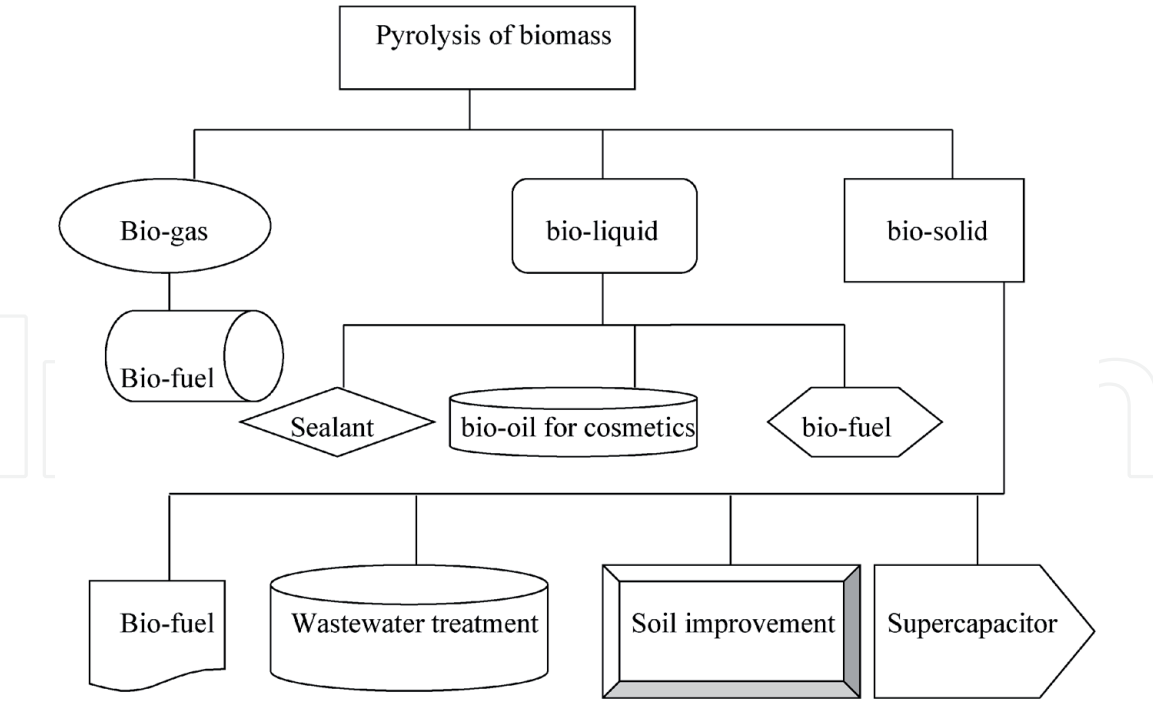 Pyrolysis of biomass
Bio-gas
bio-liquid
bio-solid
Bio-fuel
Sealant
bio-oil for cosmetics
bio-fuel
Bio-fuel
Wastewater treatment
Soil improvement
Supercapacitor